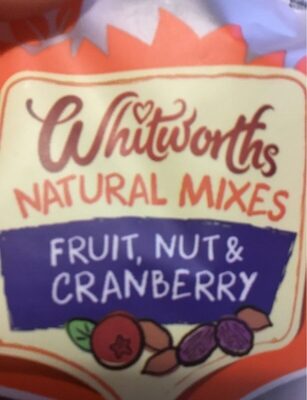 Whitworths
NATURAL MIXES
FRUIT, NUT &
CRANBERRY